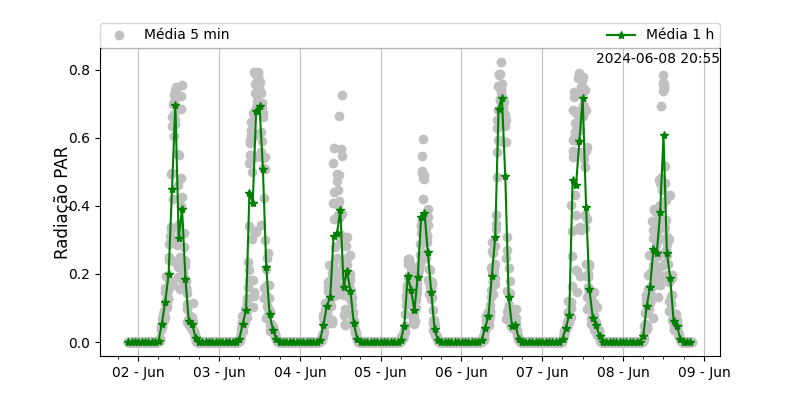 Média 5 min
Média 1 h
2024-06-08 20:55
Radiação PAR
0.8
0.6
0.4
0.2
0.0
02 - Jun
03 - Jun
04 - Jun
05 - Jun
06 - Jun
07 - Jun
08 - Jun
09 - Jun